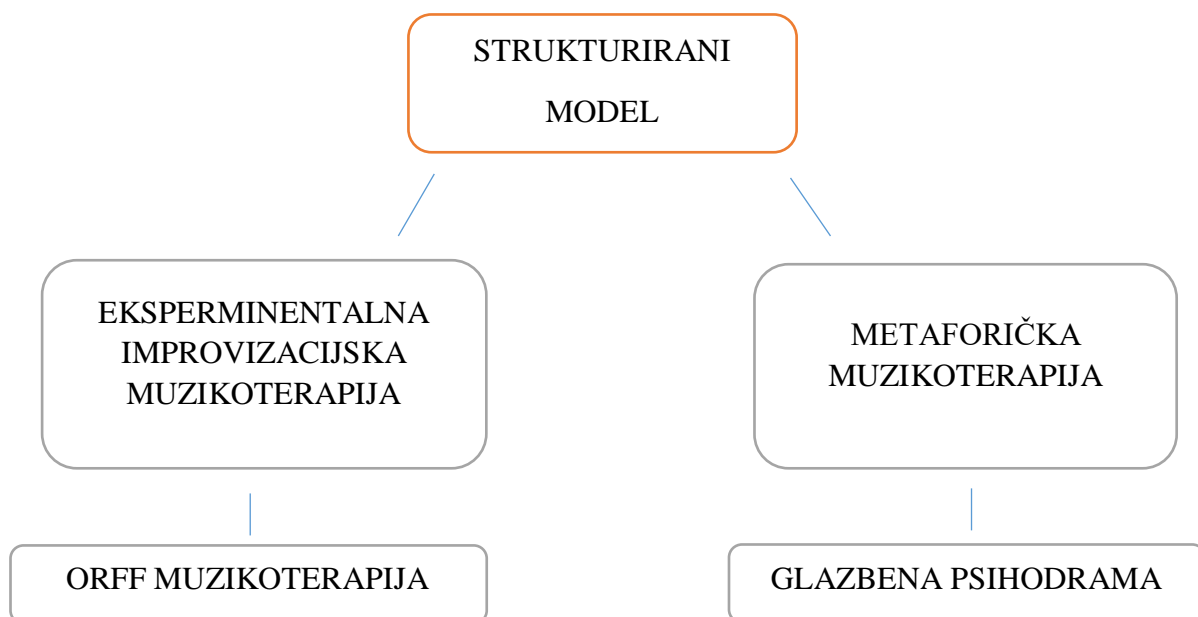 STRUKTURIRANI
MODEL
EKSPERMINENTALNA
IMPROVIZACIJSKA
MUZIKOTERAPIJA
METAFORIČKA
MUZIKOTERAPIJA
ORFF MUZIKOTERAPIJA
GLAZBENA PSIHODRAMA